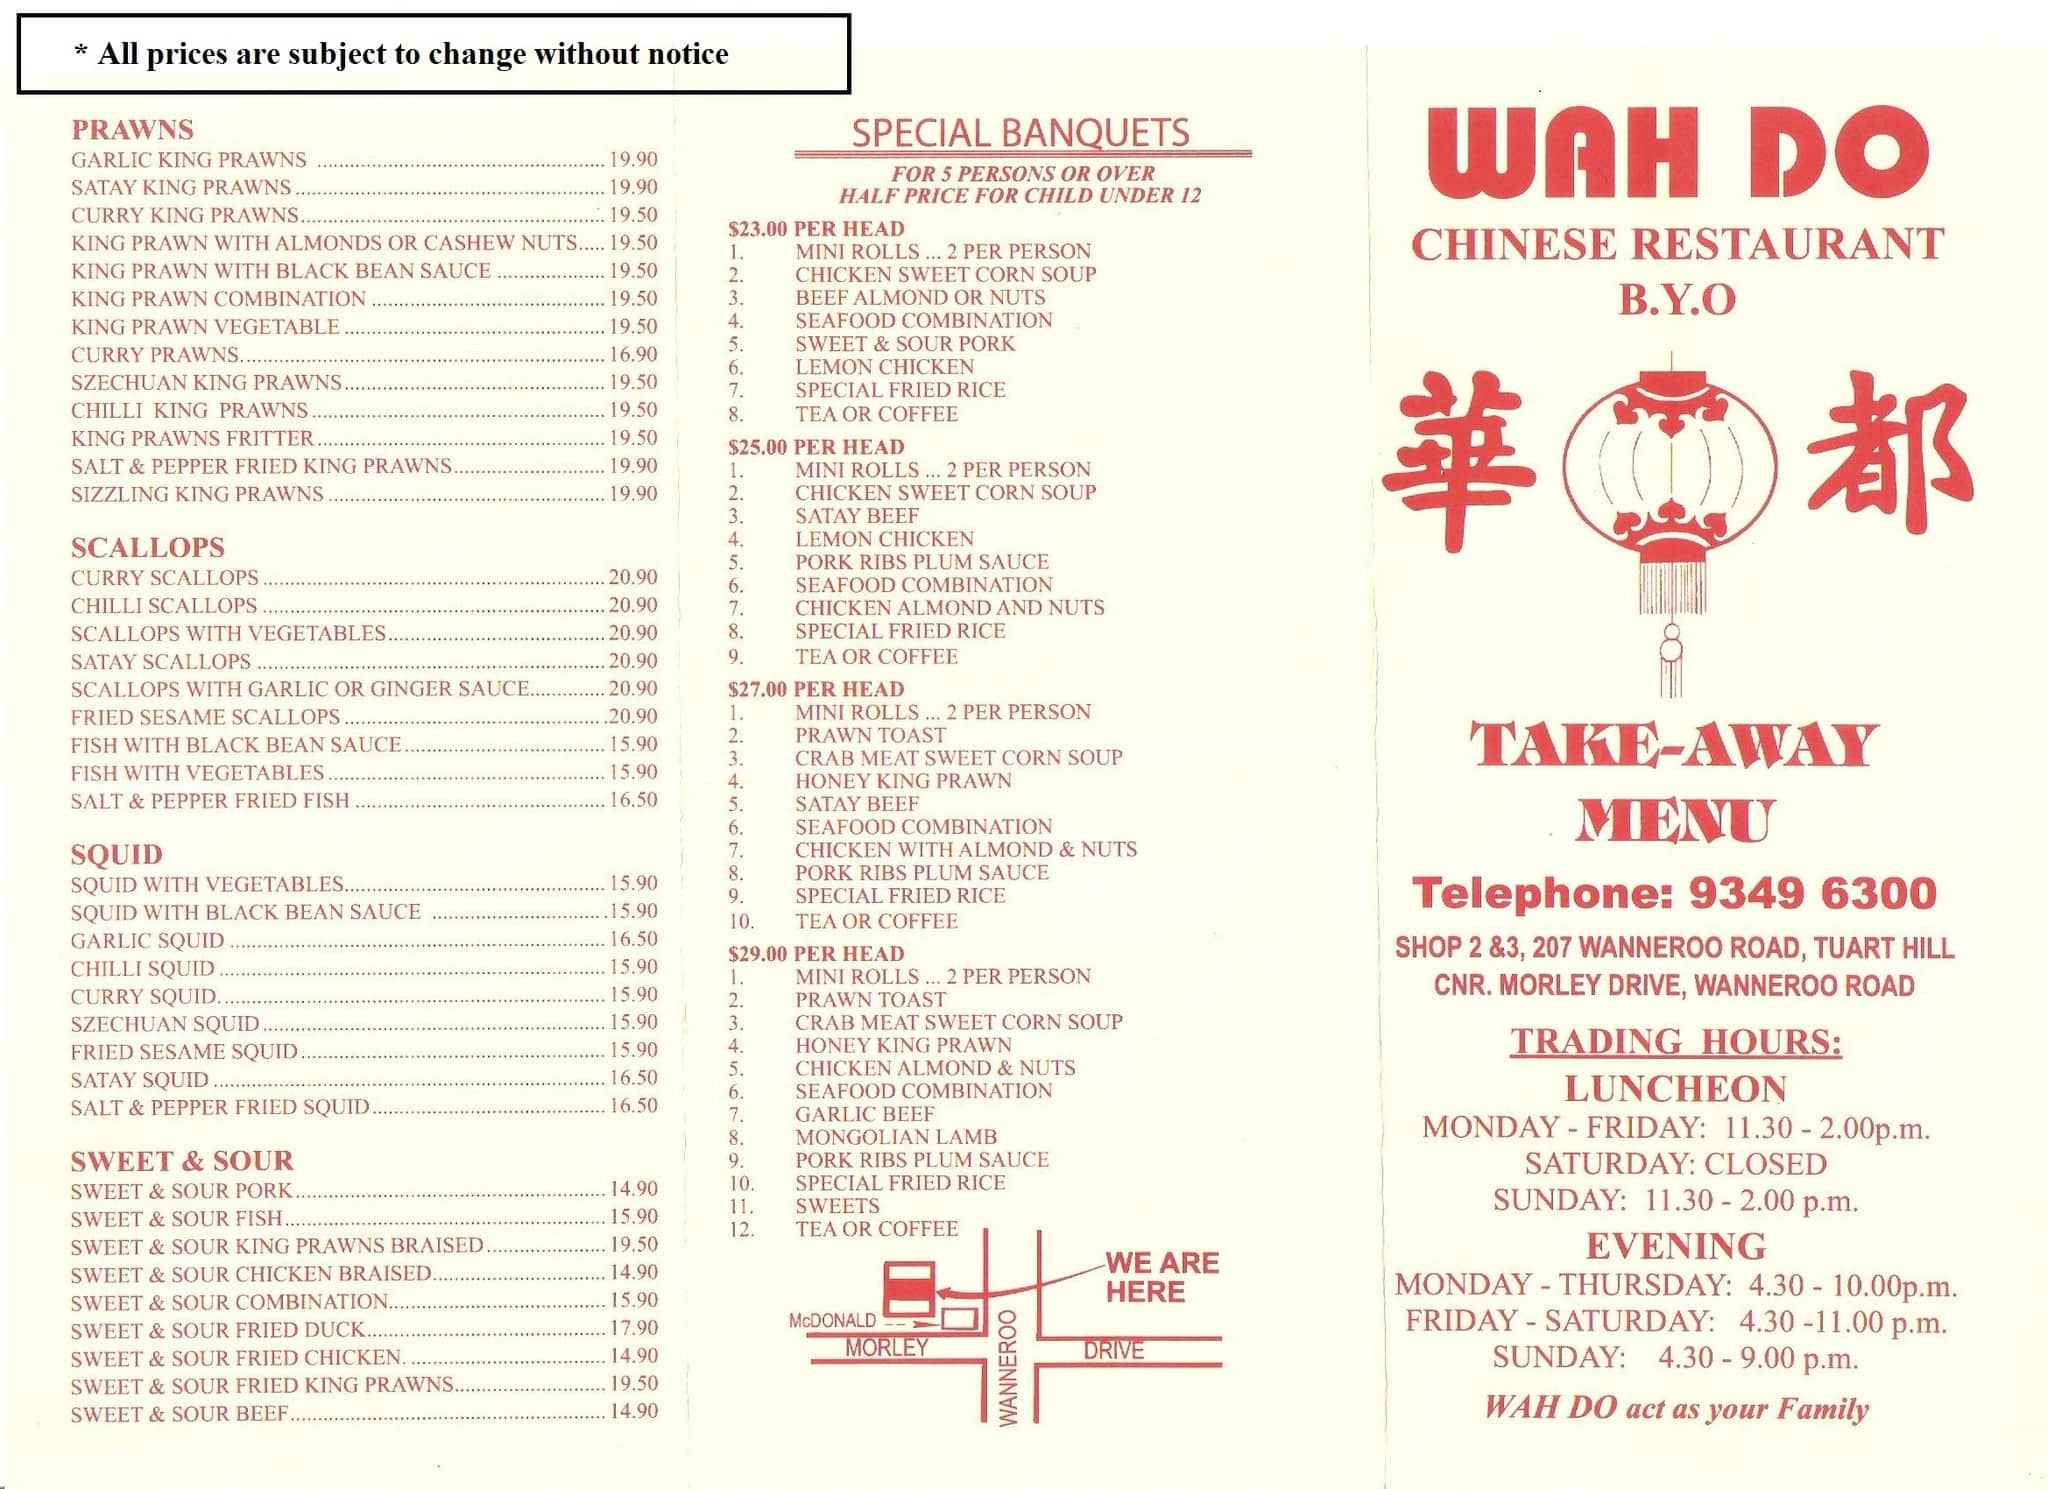 * All prices are subject to change without notice
PRAWNS
GARLIC KING PRAWNS ........ 19.90
SATAY KING PRAWNS ........ 19.90
CURRY KING PRAWNS ........ 19.50
KING PRAWN WITH ALMONDS OR CASHEW NUTS..... 19.50
KING PRAWN WITH BLACK BEAN SAUCE ........ 19.50
KING PRAWN COMBINATION ........ 19.50
KING PRAWN VEGETABLE ........ 19.50
CURRY PRAWNS ........ 16.90
SZECHUAN KING PRAWNS ........ 19.50
CHILLI KING PRAWNS ........ 19.50
KING PRAWNS FRITTER ........ 19.50
SALT & PEPPER FRIED KING PRAWNS ........ 19.90
SIZZLING KING PRAWNS ........ 19.90
SCALLOPS
CURRY SCALLOPS ........ 20.90
CHILLI SCALLOPS ........ 20.90
SCALLOPS WITH VEGETABLES ........ 20.90
SATAY SCALLOPS ........ 20.90
SCALLOPS WITH GARLIC OR GINGER SAUCE ........ 20.90
FRIED SESAME SCALLOPS ........ 20.90
FISH WITH BLACK BEAN SAUCE ........ 15.90
FISH WITH VEGETABLES ........ 15.90
SALT & PEPPER FRIED FISH ........ 16.50
SQUID
SQUID WITH VEGETABLES ........ 15.90
SQUID WITH BLACK BEAN SAUCE ........ 15.90
GARLIC SQUID ........ 16.50
CHILLI SQUID ........ 15.90
CURRY SQUID ........ 15.90
SZECHUAN SQUID ........ 15.90
FRIED SESAME SQUID ........ 15.90
SATAY SQUID ........ 16.50
SALT & PEPPER FRIED SQUID ........ 16.50
SWEET & SOUR
SWEET & SOUR PORK ........ 14.90
SWEET & SOUR FISH ........ 15.90
SWEET & SOUR KING PRAWNS BRAISED ........ 19.50
SWEET & SOUR CHICKEN BRAISED ........ 14.90
SWEET & SOUR COMBINATION ........ 15.90
SWEET & SOUR FRIED DUCK ........ 17.90
SWEET & SOUR FRIED CHICKEN. ........ 14.90
SWEET & SOUR FRIED KING PRAWNS ........ 19.50
SWEET & SOUR BEEF ........ 14.90
SPECIAL BANQUETS
FOR 5 PERSONS OR OVER
HALF PRICE FOR CHILD UNDER 12
$23.00 PER HEAD
1. MINI ROLLS ... 2 PER PERSON
2. CHICKEN SWEET CORN SOUP
3. BEEF ALMOND OR NUTS
4. SEAFOOD COMBINATION
5. SWEET & SOUR PORK
6. LEMON CHICKEN
7. SPECIAL FRIED RICE
8. TEA OR COFFEE
$25.00 PER HEAD
1. MINI ROLLS ... 2 PER PERSON
2. CHICKEN SWEET CORN SOUP
3. SATAY BEEF
4. LEMON CHICKEN
5. PORK RIBS PLUM SAUCE
6. SEAFOOD COMBINATION
7. CHICKEN ALMOND AND NUTS
8. SPECIAL FRIED RICE
9. TEA OR COFFEE
$27.00 PER HEAD
1. MINI ROLLS ... 2 PER PERSON
2. PRAWN TOAST
3. CRAB MEAT SWEET CORN SOUP
4. HONEY KING PRAWN
5. SATAY BEEF
6. SEAFOOD COMBINATION
7. CHICKEN WITH ALMOND & NUTS
8. PORK RIBS PLUM SAUCE
9. SPECIAL FRIED RICE
10. TEA OR COFFEE
$29.00 PER HEAD
1. MINI ROLLS ... 2 PER PERSON
2. PRAWN TOAST
3. CRAB MEAT SWEET CORN SOUP
4. HONEY KING PRAWN
5. CHICKEN ALMOND & NUTS
6. SEAFOOD COMBINATION
7. GARLIC BEEF
8. MONGOLIAN LAMB
9. PORK RIBS PLUM SAUCE
10. SPECIAL FRIED RICE
11. SWEETS
12. TEA OR COFFEE
WE ARE
HERE
McDONALD
MORLEY
WANNEROO
DRIVE
WAH DO
CHINESE RESTAURANT
B.Y.O
華 都
TAKE-AWAY
MENU
Telephone: 9349 6300
SHOP 2 &3, 207 WANNEROO ROAD, TUART HILL
CNR. MORLEY DRIVE, WANNEROO ROAD
TRADING HOURS:
LUNCHEON
MONDAY - FRIDAY: 11.30 - 2.00p.m.
SATURDAY: CLOSED
SUNDAY: 11.30 - 2.00 p.m.
EVENING
MONDAY - THURSDAY: 4.30 - 10.00p.m.
FRIDAY - SATURDAY: 4.30 -11.00 p.m.
SUNDAY: 4.30 - 9.00 p.m.
WAH DO act as your Family